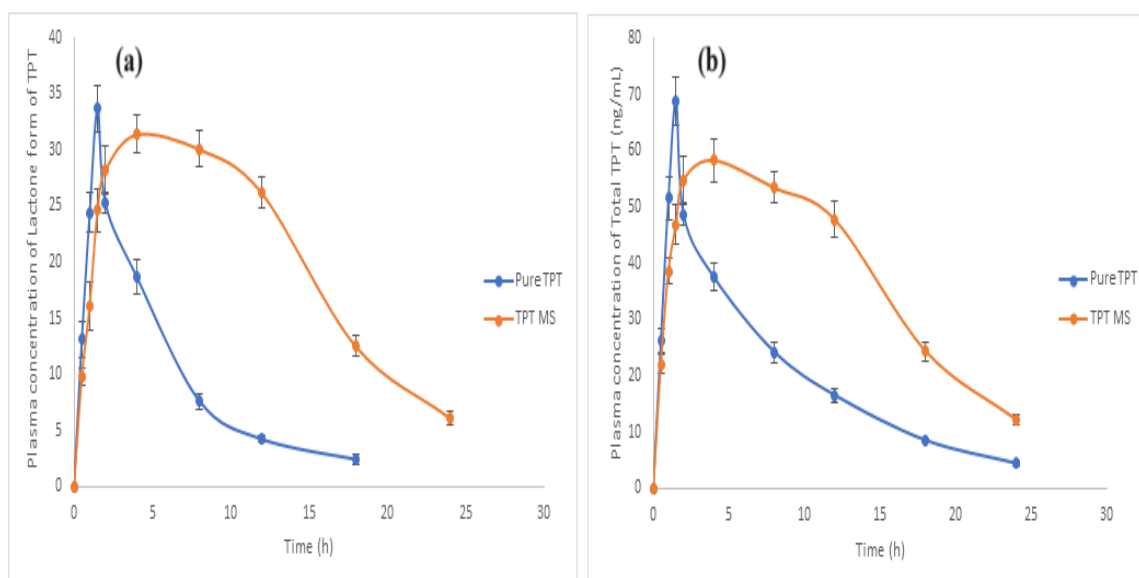 (a)
Plasma concentration of Lactone form of TPT
40
35
30
25
20
15
10
5
0
0 5 10 15 20 25 30
Time (h)
Pure TPT
TPT MS
(b)
Plasma concentration of Total TPT (ng/mL)
80
70
60
50
40
30
20
10
0
0 5 10 15 20 25 30
Time (h)
Pure TPT
TPT MS